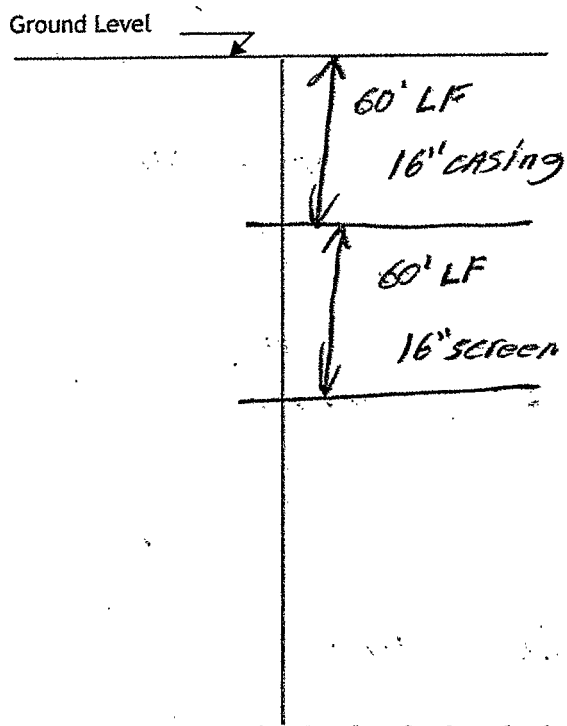 Ground Level
60' LF
16" casing
60' LF
16" screen